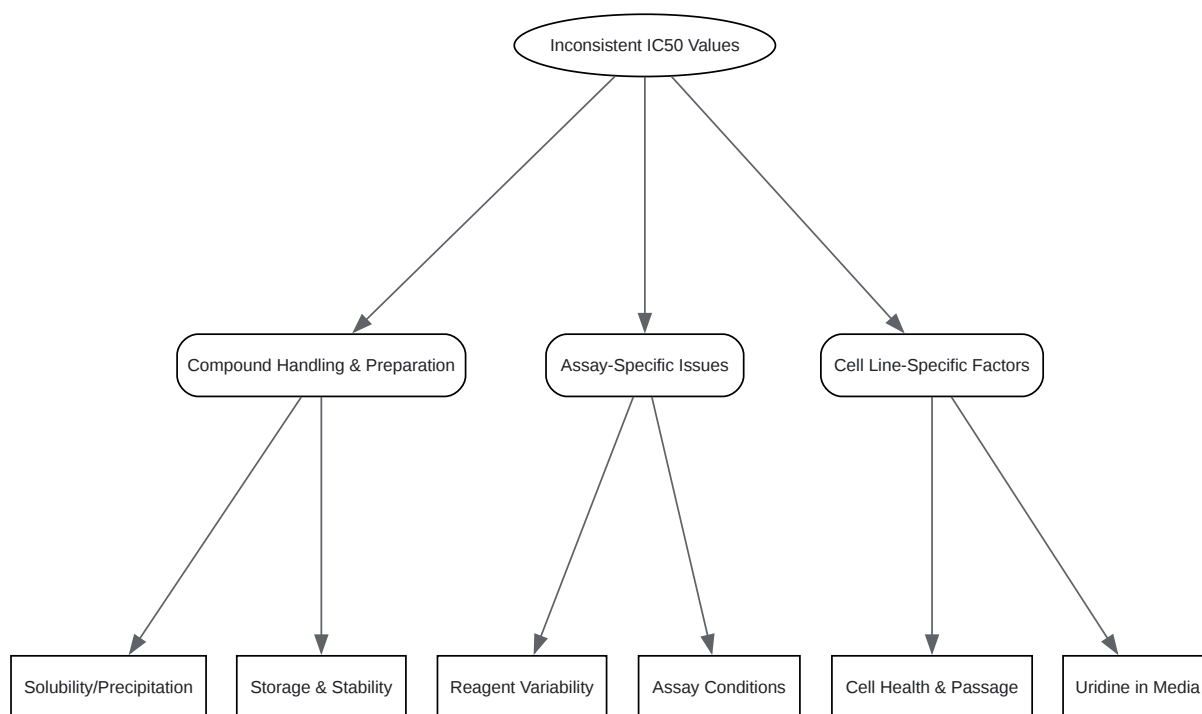 Inconsistent IC50 Values
Compound Handling & Preparation
Assay-Specific Issues
Cell Line-Specific Factors
Solubility/Precipitation
Storage & Stability
Reagent Variability
Assay Conditions
Cell Health & Passage
Uridine in Media